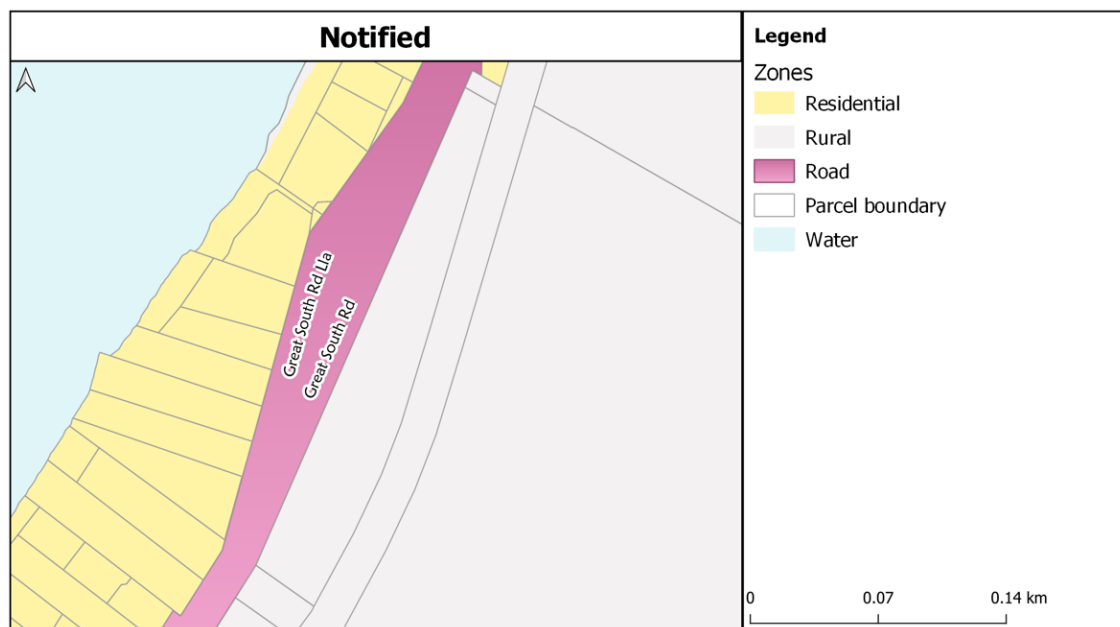 Notified
Great South Rd Lla
Great South Rd
Legend
Zones
Residential
Rural
Road
Parcel boundary
Water
0 0.07 0.14 km